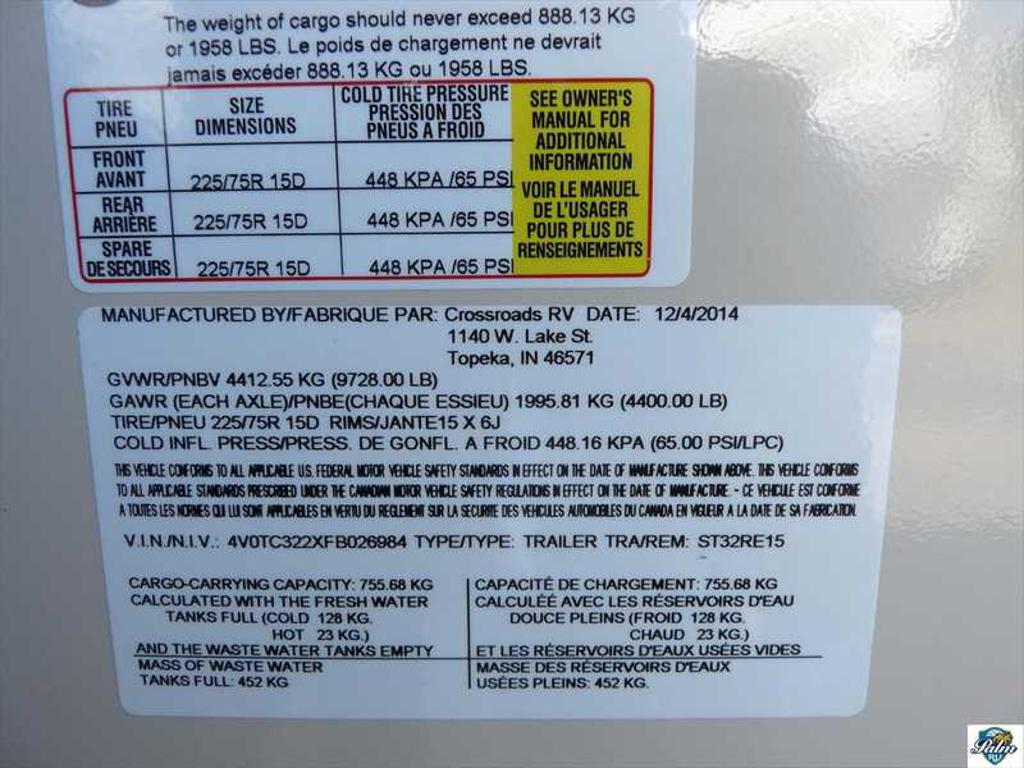 The weight of cargo should never exceed 888.13 KG
or 1958 LBS. Le poids de chargement ne devrait
jamais excéder 888.13 KG ou 1958 LBS.
TIRE PNEU SIZE DIMENSIONS COLD TIRE PRESSURE PRESSION DES PNEUS A FROID
FRONT AVANT 225/75R 15D 448 KPA /65 PSI
REAR ARRIÈRE 225/75R 15D 448 KPA /65 PSI
SPARE DE SECOURS 225/75R 15D 448 KPA /65 PSI
SEE OWNER'S
MANUAL FOR
ADDITIONAL
INFORMATION
VOIR LE MANUEL
DE L'USAGER
POUR PLUS DE
RENSEIGNEMENTS
MANUFACTURED BY/FABRIQUE PAR: Crossroads RV DATE: 12/4/2014
1140 W. Lake St.
Topeka, IN 46571
GVWR/PNBV 4412.55 KG (9728.00 LB)
GAWR (EACH AXLE)/PNBE(CHAQUE ESSIEU) 1995.81 KG (4400.00 LB)
TIRE/PNEU 225/75R 15D RIMS/JANTE15 X 6J
COLD INFL. PRESS/PRESS. DE GONFL. A FROID 448.16 KPA (65.00 PSI/LPC)
THIS VEHICLE CONFORMS TO ALL APPLICABLE U.S. FEDERAL MOTOR VEHICLE SAFETY STANDARDS IN EFFECT ON THE DATE OF MANUFACTURE SHOWN ABOVE. THIS VEHICLE CONFORMS
TO ALL APPLICABLE STANDARDS PRESCRIBED UNDER THE CANADIAN MOTOR VEHICLE SAFETY REGULATIONS IN EFFECT ON THE DATE OF MANUFACTURE. - CE VEHICULE EST CONFORME
A TOUTES LES NORMES QUI LUI SONT APPLICABLES EN VERTU DU REGLEMENT SUR LA SECURITE DES VEHICULES AUTOMOBILES DU CANADA EN VIGUEUR A LA DATE DE SA FABRICATION.
V.I.N./N.I.V.: 4V0TC322XFB026984 TYPE/TYPE: TRAILER TRA/REM: ST32RE15
CARGO-CARRYING CAPACITY: 755.68 KG
CALCULATED WITH THE FRESH WATER
TANKS FULL (COLD 128 KG.
HOT 23 KG.)
AND THE WASTE WATER TANKS EMPTY
MASS OF WASTE WATER
TANKS FULL: 452 KG
CAPACITÉ DE CHARGEMENT: 755.68 KG
CALCULÉE AVEC LES RÉSERVOIRS D'EAU
DOUCE PLEINS (FROID 128 KG.
CHAUD 23 KG.)
ET LES RÉSERVOIRS D'EAUX USÉES VIDES
MASSE DES RÉSERVOIRS D'EAUX
USÉES PLEINS: 452 KG.
Palm
RV